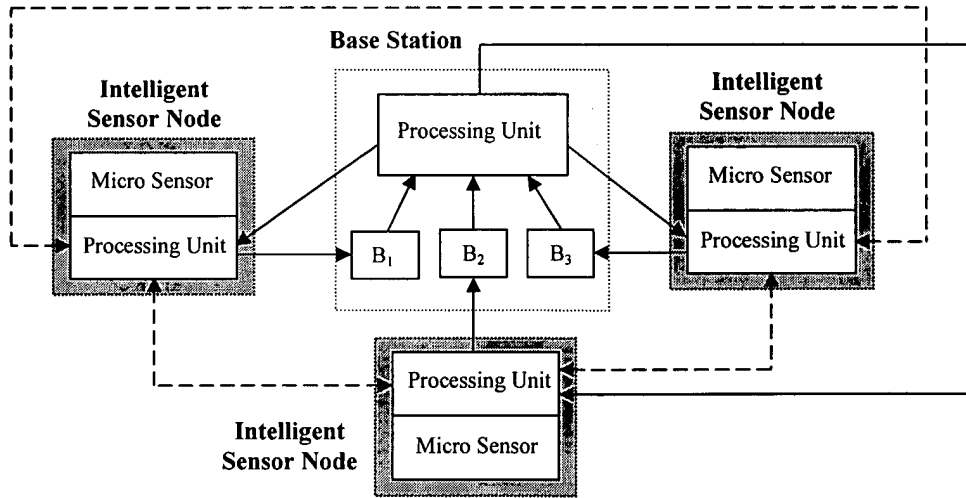 Base Station
Intelligent
Sensor Node
Intelligent
Sensor Node
Processing Unit
Micro Sensor
Processing Unit
Micro Sensor
Processing Unit
B₁
B₂
B₃
Processing Unit
Micro Sensor
Intelligent
Sensor Node